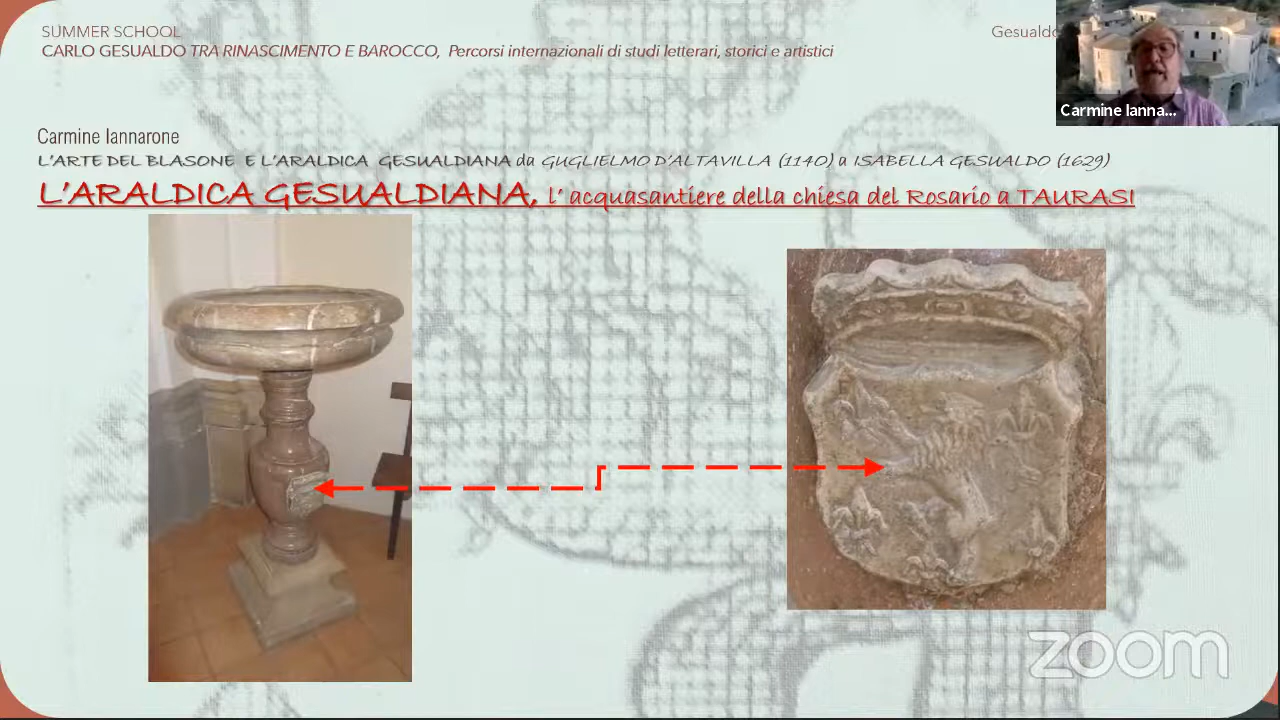 SUMMER SCHOOL
CARLO GESUALDO TRA RINASCIMENTO E BAROCCO, Percorsi internazionali di studi letterari, storici e artistici
Gesualdo
Carmine Ianna...
Carmine Iannarone
L'ARTE DEL BLASONE E L'ARALDICA GESUALDIANA da GUGLIELMO D'ALTAVILLA (1140) a ISABELLA GESUALDO (1629)
L'ARALDICA GESUALDIANA, l' acquasantiere della chiesa del Rosario a TAURASI
zoom